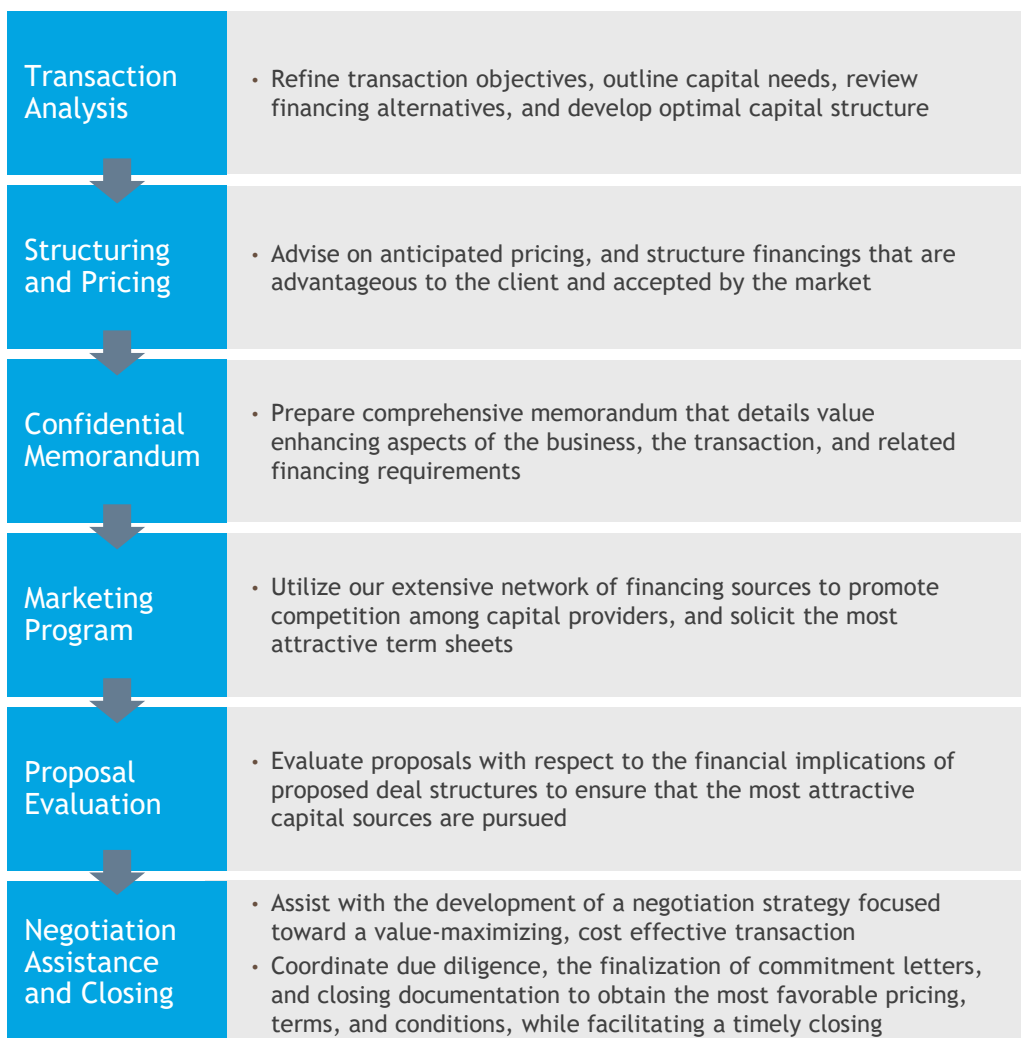 Transaction
Analysis
• Refine transaction objectives, outline capital needs, review
financing alternatives, and develop optimal capital structure
Structuring
and Pricing
• Advise on anticipated pricing, and structure financings that are
advantageous to the client and accepted by the market
Confidential
Memorandum
• Prepare comprehensive memorandum that details value
enhancing aspects of the business, the transaction, and related
financing requirements
Marketing
Program
• Utilize our extensive network of financing sources to promote
competition among capital providers, and solicit the most
attractive term sheets
Proposal
Evaluation
• Evaluate proposals with respect to the financial implications of
proposed deal structures to ensure that the most attractive
capital sources are pursued
Negotiation
Assistance
and Closing
• Assist with the development of a negotiation strategy focused
toward a value-maximizing, cost effective transaction
• Coordinate due diligence, the finalization of commitment letters,
and closing documentation to obtain the most favorable pricing,
terms, and conditions, while facilitating a timely closing